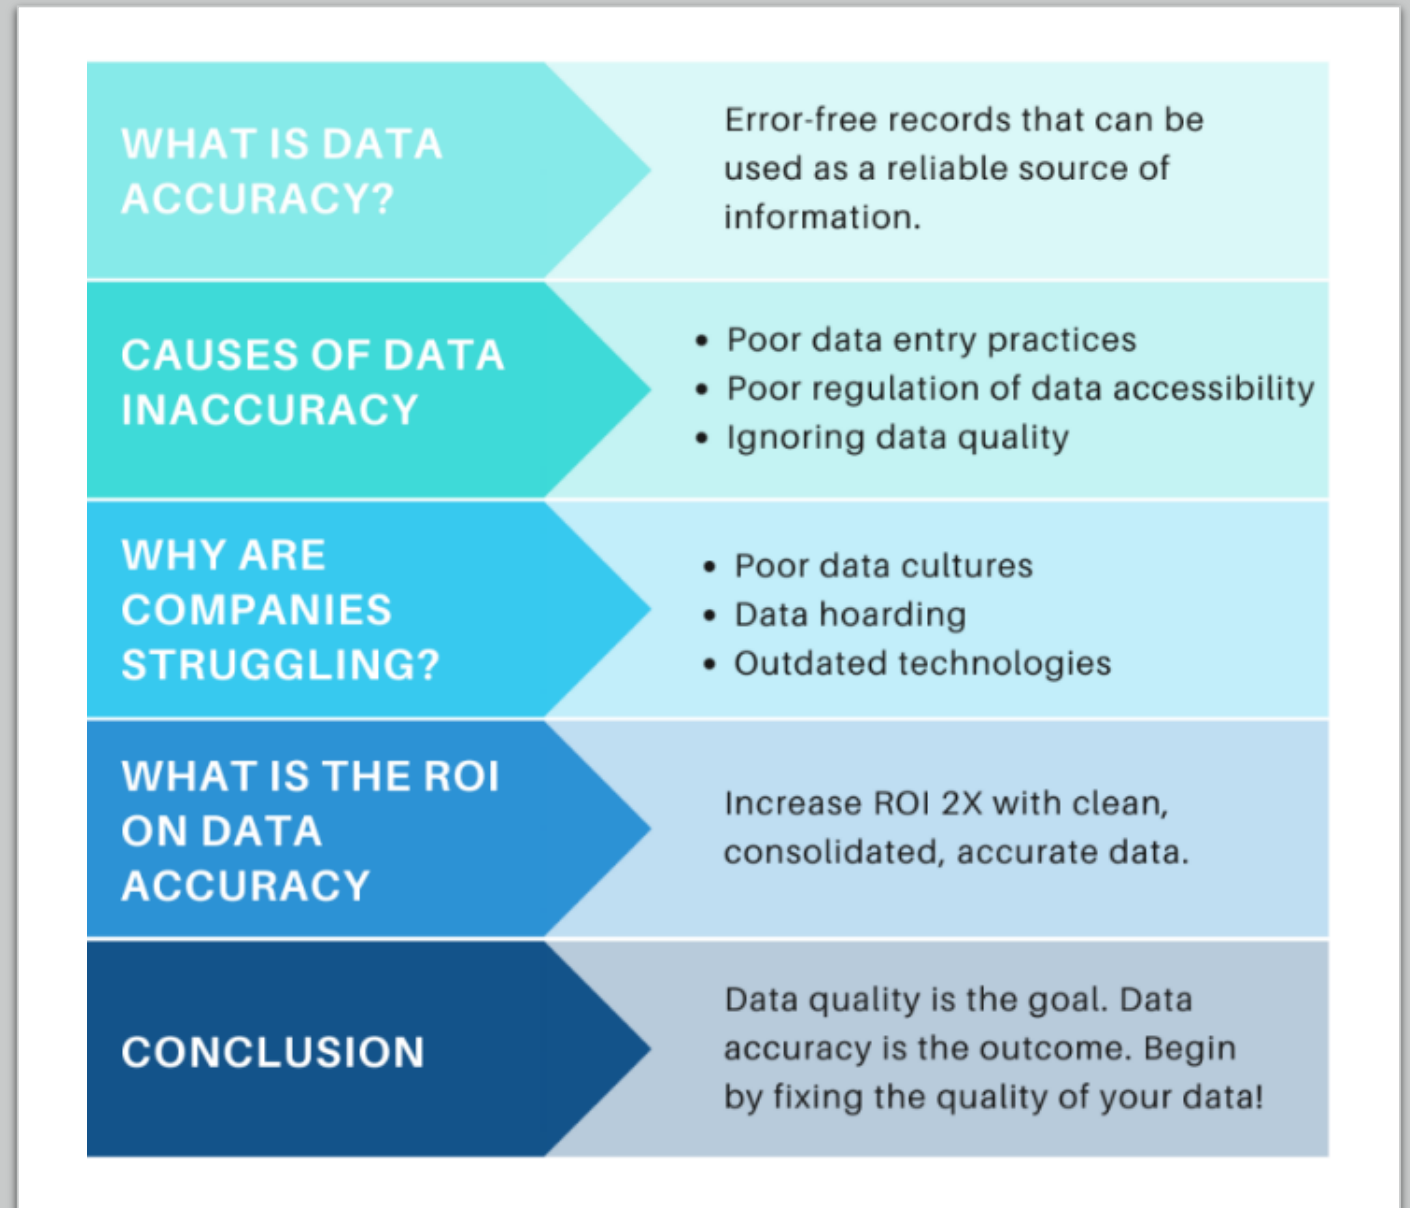 WHAT IS DATA
ACCURACY?
Error-free records that can be
used as a reliable source of
information.
CAUSES OF DATA
INACCURACY
• Poor data entry practices
• Poor regulation of data accessibility
• Ignoring data quality
WHY ARE
COMPANIES
STRUGGLING?
• Poor data cultures
• Data hoarding
• Outdated technologies
WHAT IS THE ROI
ON DATA
ACCURACY
Increase ROI 2X with clean,
consolidated, accurate data.
CONCLUSION
Data quality is the goal. Data
accuracy is the outcome. Begin
by fixing the quality of your data!